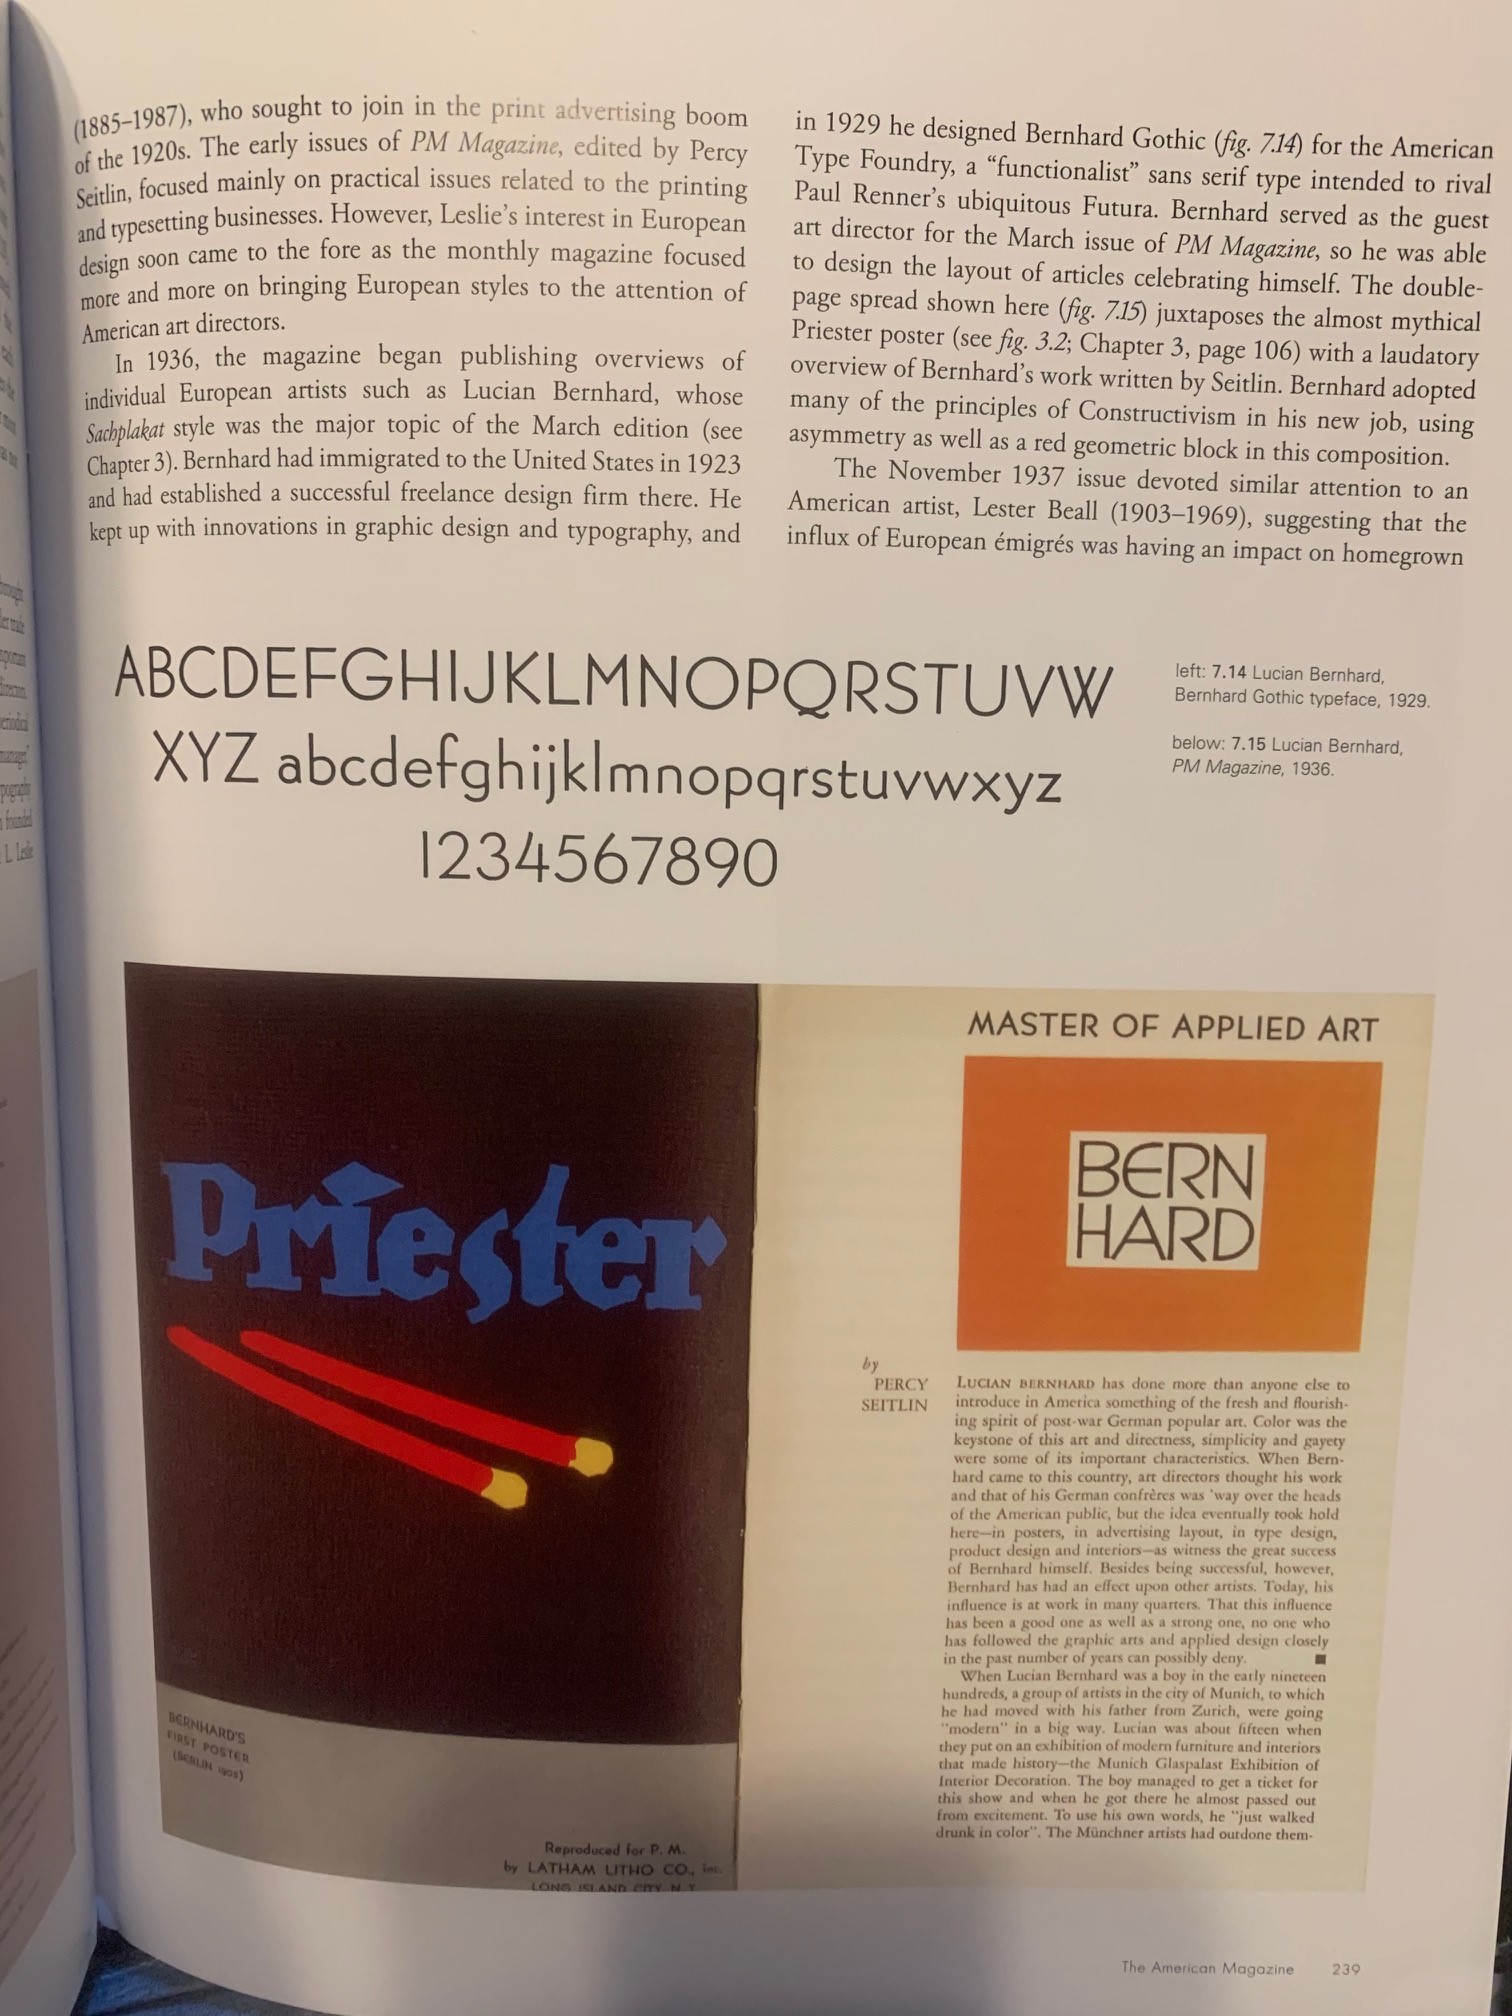 (1885–1987), who sought to join in the print advertising boom
of the 1920s. The early issues of PM Magazine, edited by Percy
Seitlin, focused mainly on practical issues related to the printing
and typesetting businesses. However, Leslie's interest in European
design soon came to the fore as the monthly magazine focused
more and more on bringing European styles to the attention of
American art directors.
In 1936, the magazine began publishing overviews of
individual European artists such as Lucian Bernhard, whose
Sachplakat style was the major topic of the March edition (see
Chapter 3). Bernhard had immigrated to the United States in 1923
and had established a successful freelance design firm there. He
kept up with innovations in graphic design and typography, and
in 1929 he designed Bernhard Gothic (fig. 7.14) for the American
Type Foundry, a “functionalist” sans serif type intended to rival
Paul Renner's ubiquitous Futura. Bernhard served as the guest
art director for the March issue of PM Magazine, so he was able
to design the layout of articles celebrating himself. The double-
page spread shown here (fig. 7.15) juxtaposes the almost mythical
Priester poster (see fig. 3.2; Chapter 3, page 106) with a laudatory
overview of Bernhard's work written by Seitlin. Bernhard adopted
many of the principles of Constructivism in his new job, using
asymmetry as well as a red geometric block in this composition.
The November 1937 issue devoted similar attention to an
American artist, Lester Beall (1903–1969), suggesting that the
influx of European émigrés was having an impact on homegrown
ABCDEFGHIJKLMNOPQRSTUVW
XYZ abcdefghijklmnopqrstuvwxyz
1234567890
left: 7.14 Lucian Bernhard,
Bernhard Gothic typeface, 1929.
below: 7.15 Lucian Bernhard,
PM Magazine, 1936.
Priester
BERNHARD'S
FIRST POSTER
(BERLIN 1905)
Reproduced for P. M.
by LATHAM LITHO CO., inc.
LONG ISLAND CITY N.Y.
MASTER OF APPLIED ART
BERN
HARD
by
PERCY
SEITLIN
LUCIAN BERNHARD has done more than anyone else to
introduce in America something of the fresh and flourish-
ing spirit of post-war German popular art. Color was the
keystone of this art and directness, simplicity and gayety
were some of its important characteristics. When Bern-
hard came to this country, art directors thought his work
and that of his German confrères was 'way over the heads
of the American public, but the idea eventually took hold
here—in posters, in advertising layout, in type design,
product design and interiors—as witness the great success
of Bernhard himself. Besides being successful, however,
Bernhard has had an effect upon other artists. Today, his
influence is at work in many quarters. That this influence
has been a good one as well as a strong one, no one who
has followed the graphic arts and applied design closely
in the past number of years can possibly deny. ■
When Lucian Bernhard was a boy in the early nineteen
hundreds, a group of artists in the city of Munich, to which
he had moved with his father from Zurich, were going
"modern" in a big way. Lucian was about fifteen when
they put on an exhibition of modern furniture and interiors
that made history—the Munich Glaspalast Exhibition of
Interior Decoration. The boy managed to get a ticket for
this show and when he got there he almost passed out
from excitement. To use his own words, he "just walked
drunk in color". The Münchner artists had outdone them-
The American Magazine 239